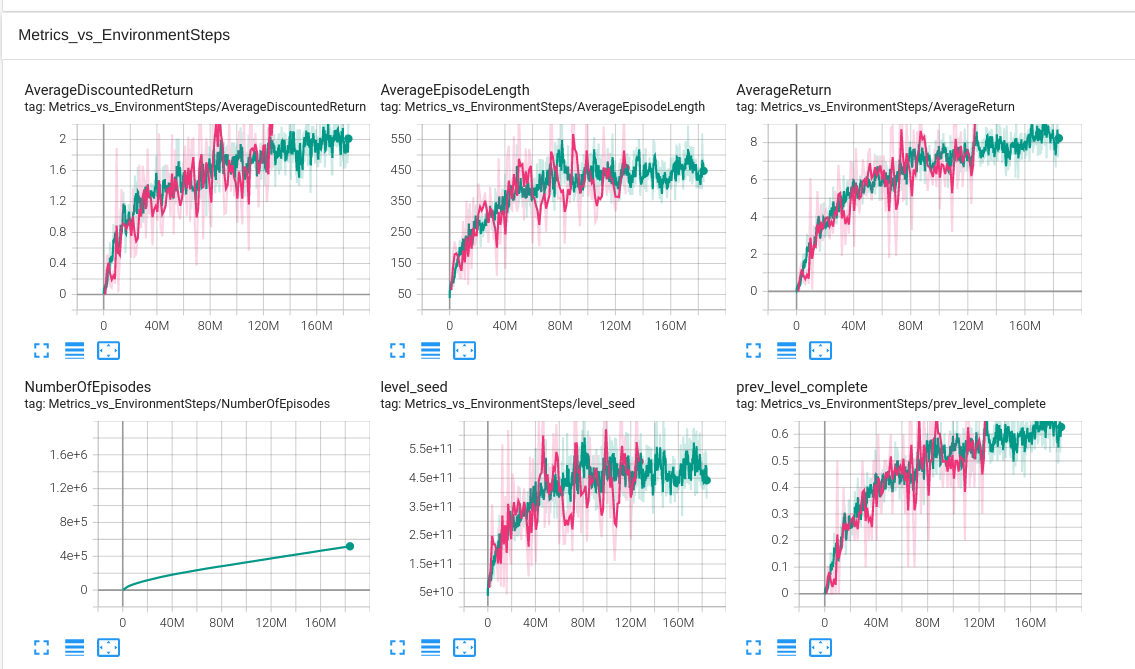 Metrics_vs_EnvironmentSteps
AverageDiscountedReturn
tag: Metrics_vs_EnvironmentSteps/AverageDiscountedReturn
2
1.6
1.2
0.8
0.4
0
0 40M 80M 120M 160M
AverageEpisodeLength
tag: Metrics_vs_EnvironmentSteps/AverageEpisodeLength
550
450
350
250
150
50
0 40M 80M 120M 160M
AverageReturn
tag: Metrics_vs_EnvironmentSteps/AverageReturn
8
6
4
2
0
0 40M 80M 120M 160M
NumberOfEpisodes
tag: Metrics_vs_EnvironmentSteps/NumberOfEpisodes
1.6e+6
1.2e+6
8e+5
4e+5
0
0 40M 80M 120M 160M
level_seed
tag: Metrics_vs_EnvironmentSteps/level_seed
5.5e+11
4.5e+11
3.5e+11
2.5e+11
1.5e+11
5e+10
0 40M 80M 120M 160M
prev_level_complete
tag: Metrics_vs_EnvironmentSteps/prev_level_complete
0.6
0.5
0.4
0.3
0.2
0.1
0
0 40M 80M 120M 160M